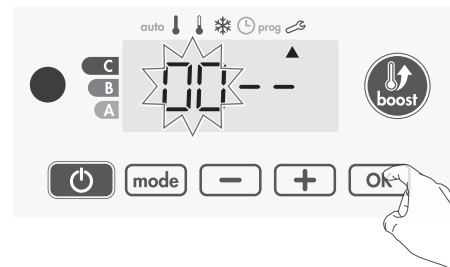 auto prog
C
B
A
00--
boost
mode - + OK